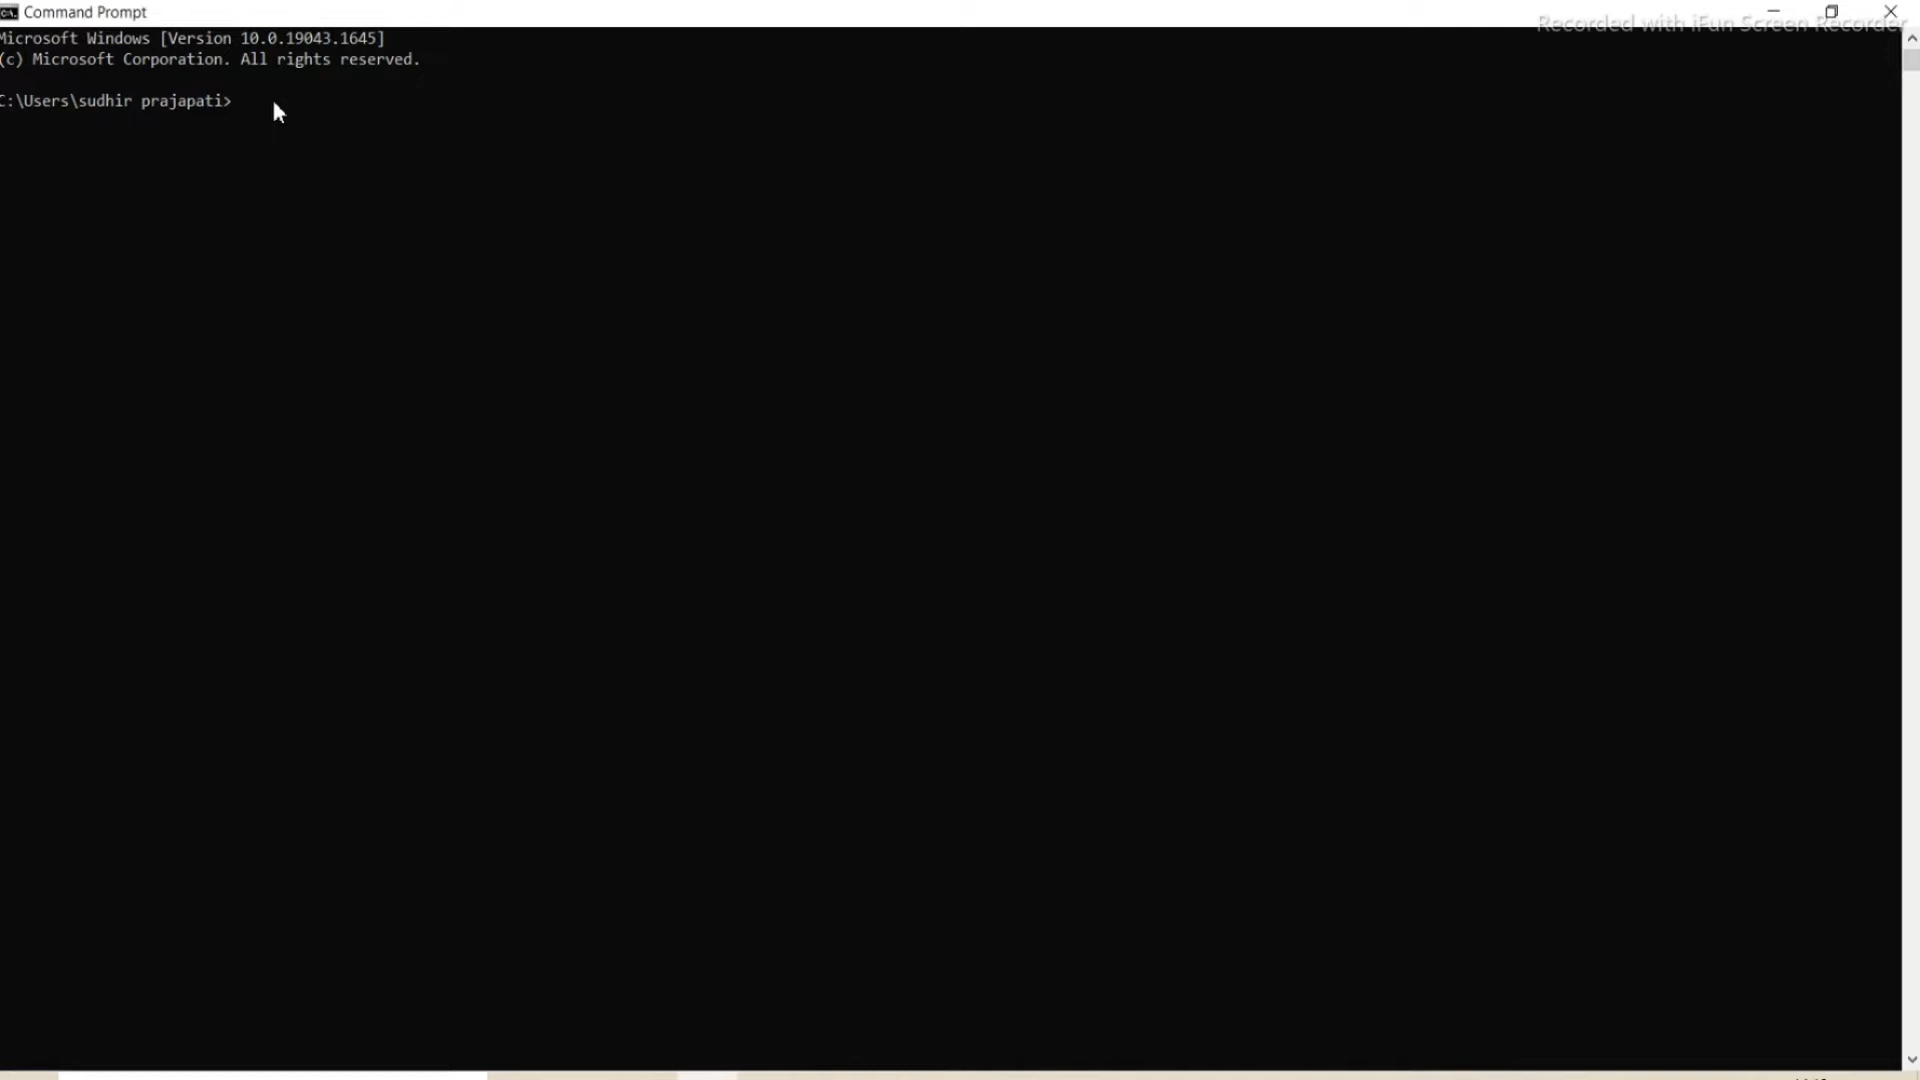 Command Prompt
Recorded with iFun Screen Recorder
Microsoft Windows [Version 10.0.19043.1645]
(c) Microsoft Corporation. All rights reserved.
C:\Users\sudhir prajapati>